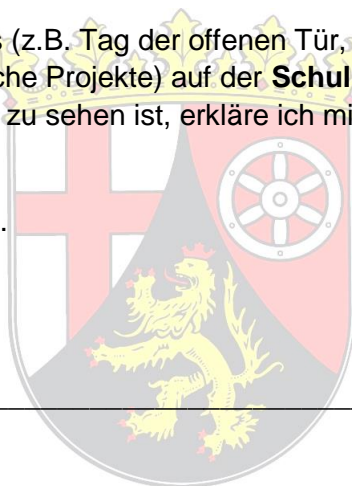 s (z.B. Tag der offenen Tür,
che Projekte) auf der Schul
zu sehen ist, erkläre ich mi
.